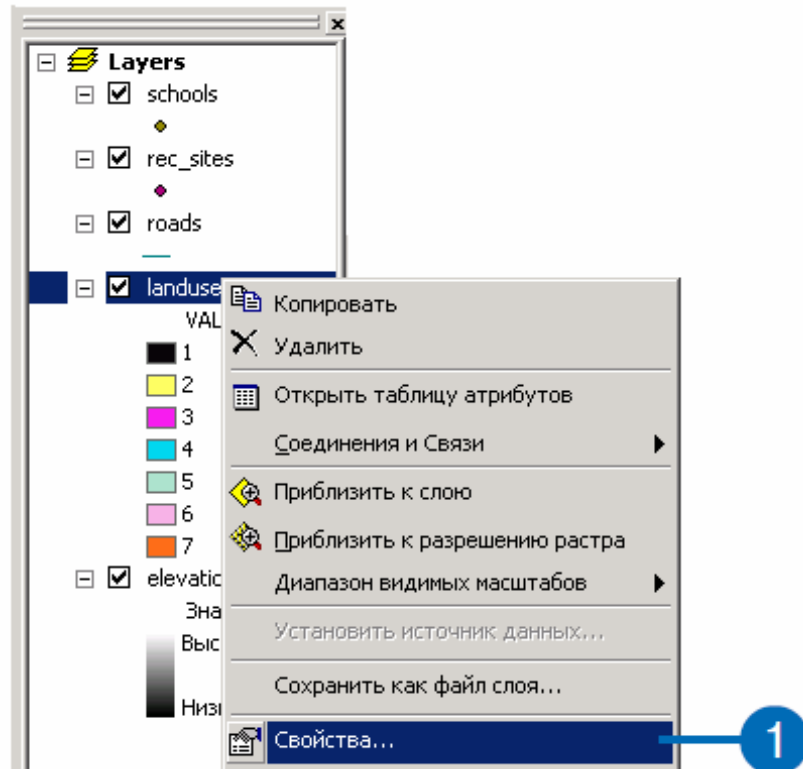 Layers
schools
rec_sites
roads
landuse
Копировать
VAL
1
Удалить
2
Открыть таблицу атрибутов
3
4
Соединения и Связи
5
Приблизить к слою
6
7
Приблизить к разрешению растра
elevatic
Диапазон видимых масштабов
Зна
Выс
Установить источник данных...
Сохранить как файл слоя...
Низ
Свойства...
1